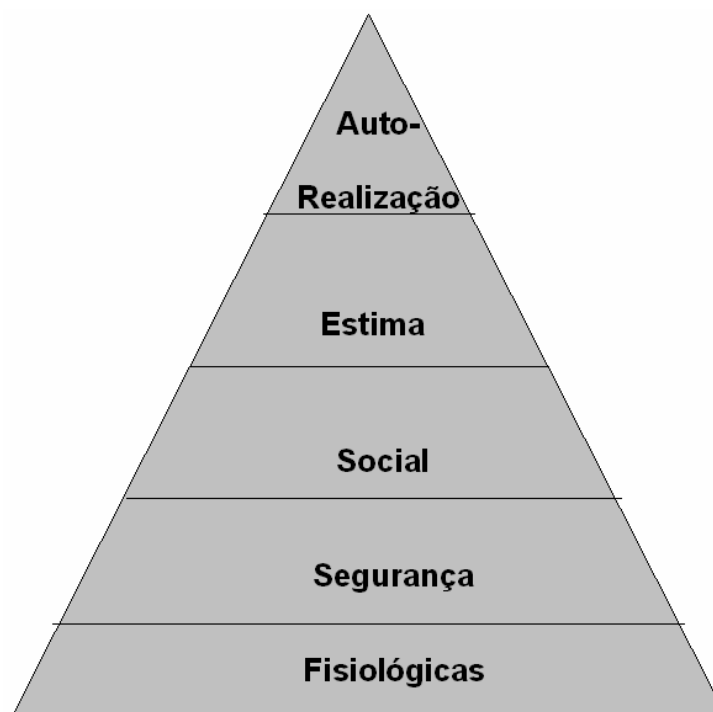 Auto-
Realização
Estima
Social
Segurança
Fisiológicas